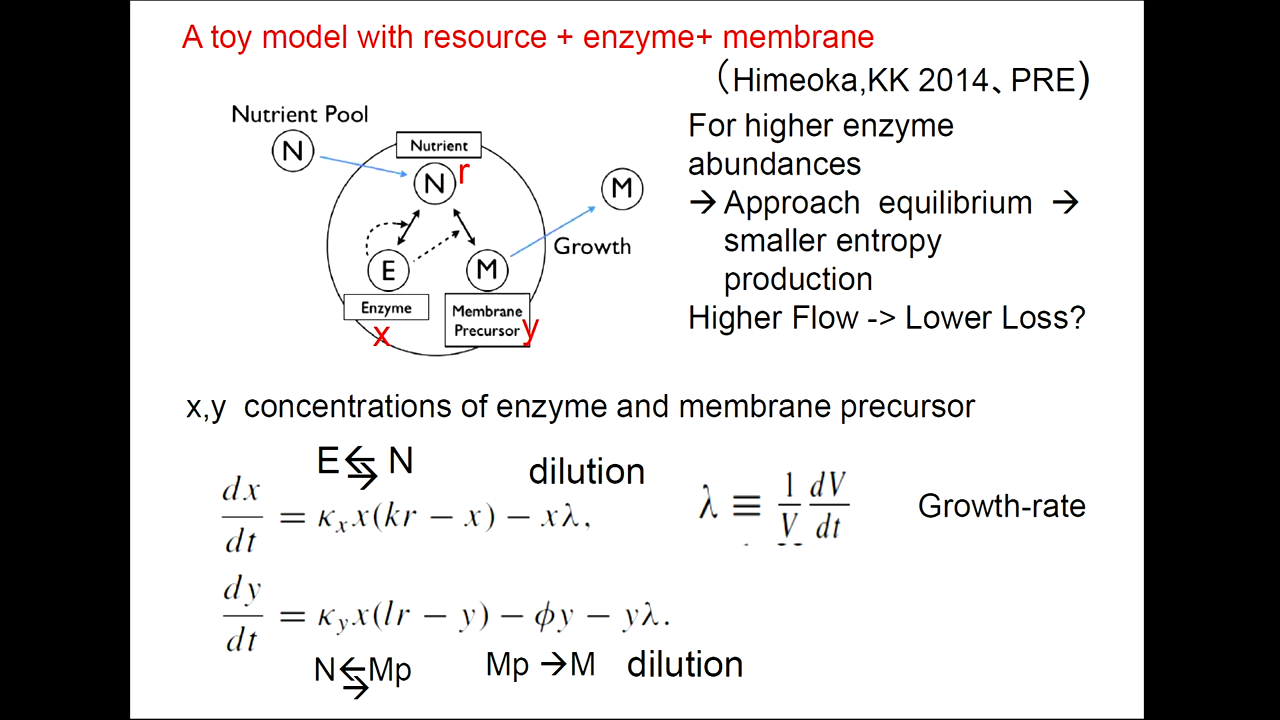 A toy model with resource + enzyme+ membrane
(Himeoka,KK 2014、PRE)
Nutrient Pool
N
Nutrient
N r
M
Growth
E
M
Enzyme
x
Membrane
Precursor y
For higher enzyme
abundances
→ Approach equilibrium →
smaller entropy
production
Higher Flow -> Lower Loss?
x,y concentrations of enzyme and membrane precursor
E ⇆ N
dilution
dx/dt = κₓx(kr − x) − xλ,
λ ≡ 1/V dV/dt
Growth-rate
dy/dt = κ_y x(lr − y) − ϕy − yλ.
N ⇆ Mp
Mp → M
dilution